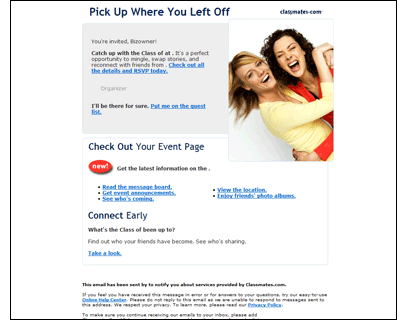 Pick Up Where You Left Off
classmates·com·
You're invited, Bizowner!
Catch up with the Class of at . It's a perfect
opportunity to mingle, swap stories, and
reconnect with friends from . Check out all
the details and RSVP today.
Organizer
I'll be there for sure. Put me on the guest
list.
Check Out Your Event Page
new!
Get the latest information on the .
• Read the message board.
• Get event announcements.
• See who's coming.
• View the location.
• Enjoy friends' photo albums.
Connect Early
What's the Class of been up to?
Find out who your friends have become. See who's sharing.
Take a look.
This email has been sent by to notify you about services provided by Classmates.com.
If you feel you have received this message in error or for answers to your questions, try our easy-to-use
Online Help Center. Please do not reply to this email as we are unable to respond to messages sent to
this address. We respect your privacy. To learn more, please read our Privacy Policy.
To make sure you continue receiving our emails to your inbox, please add